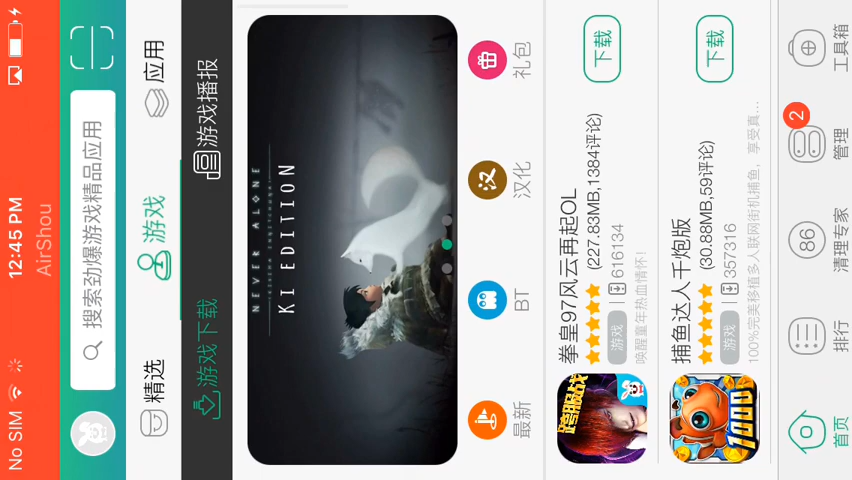 No SIM
12:45 PM
AirShou
搜索劲爆游戏精品应用
精选
游戏
应用
游戏下载
游戏播报
NEVER ALONE
KI EDITION
最新
BT
汉化
礼包
跨服战
拳皇97风云再起OL
(227.83MB,1384评论)
游戏 | 616134
唤醒童年热血情怀!
下载
1000
捕鱼达人千炮版
(30.88MB,59评论)
游戏 | 357316
100%完美移植多人联网街机捕鱼,享受真...
下载
首页
排行
86
清理专家
2
管理
工具箱